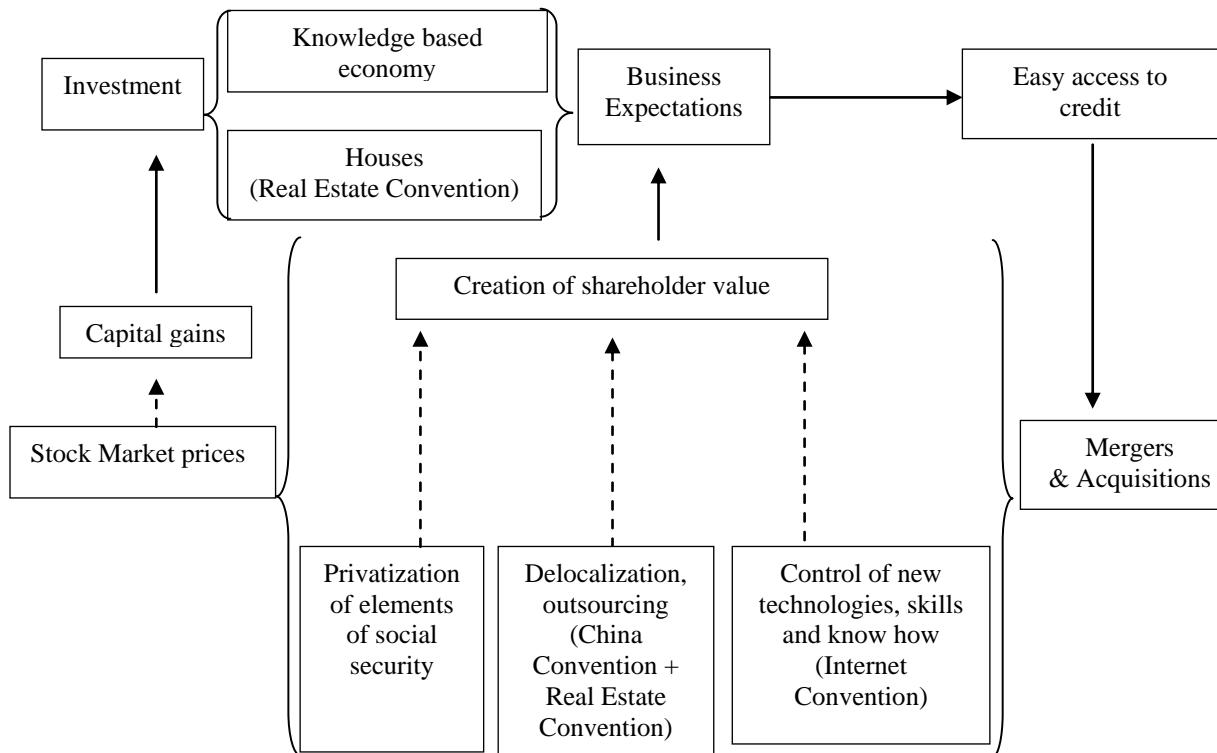 Knowledge based
economy
Investment
Business
Expectations
Easy access to
credit
Houses
(Real Estate Convention)
Creation of shareholder value
Capital gains
Stock Market prices
Mergers
& Acquisitions
Privatization
of elements
of social
security
Delocalization,
outsourcing
(China
Convention +
Real Estate
Convention)
Control of new
technologies, skills
and know how
(Internet
Convention)